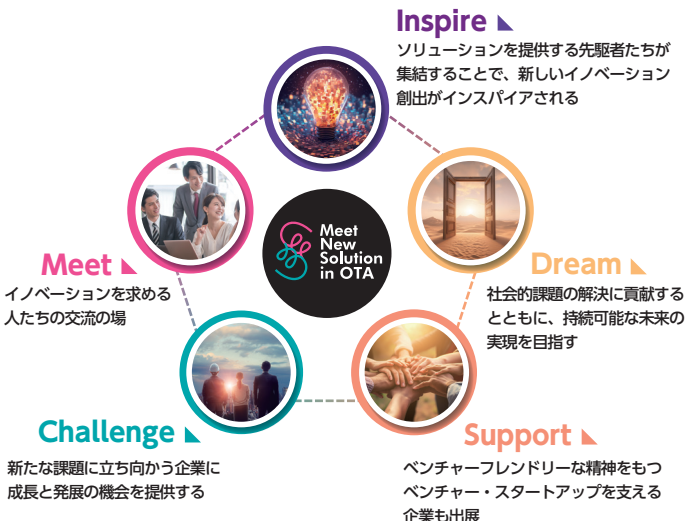 Inspire
ソリューションを提供する先駆者たちが
集結することで、新しいイノベーション
創出がインスパイアされる
Meet
New
Solution
in OTA
Meet
イノベーションを求める
人たちの交流の場
Dream
社会的課題の解決に貢献する
とともに、持続可能な未来の
実現を目指す
Challenge
新たな課題に立ち向かう企業に
成長と発展の機会を提供する
Support
ベンチャーフレンドリーな精神をもつ
ベンチャー・スタートアップを支える
企業も出展